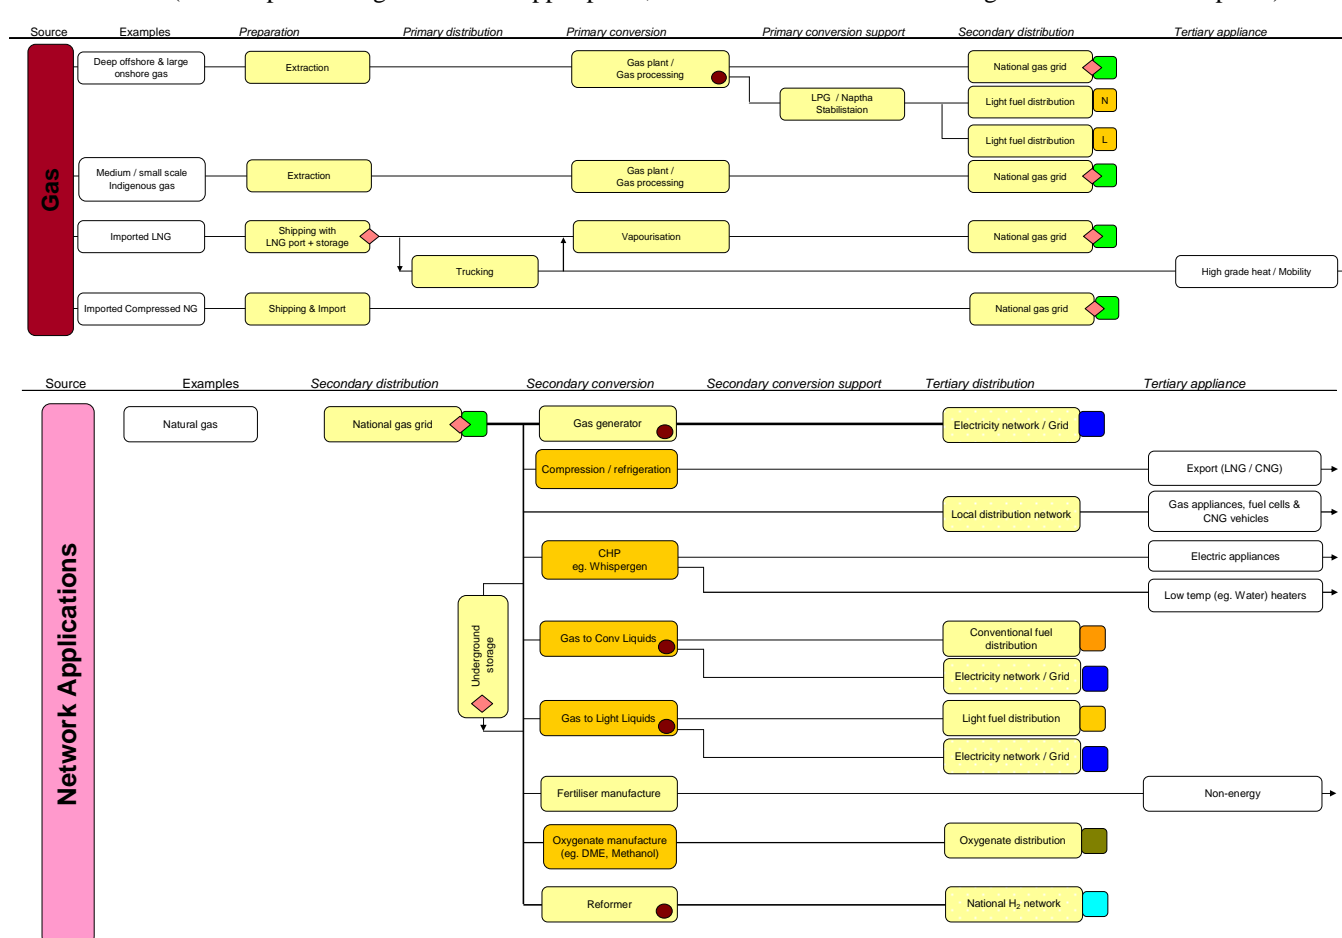 Source Examples Preparation Primary distribution Primary conversion Primary conversion support Secondary distribution Tertiary appliance
Gas
Deep offshore & large
onshore gas
Extraction
Gas plant /
Gas processing
National gas grid
LPG / Naptha
Stabilistaion
Light fuel distribution
N
Light fuel distribution
L
Medium / small scale
Indigenous gas
Extraction
Gas plant /
Gas processing
National gas grid
Imported LNG
Shipping with
LNG port + storage
Vapourisation
National gas grid
Trucking
High grade heat / Mobility
Imported Compressed NG
Shipping & Import
National gas grid
Source Examples Secondary distribution Secondary conversion Secondary conversion support Tertiary distribution Tertiary appliance
Network Applications
Natural gas
National gas grid
Gas generator
Electricity network / Grid
Compression / refrigeration
Export (LNG / CNG)
Local distribution network
Gas appliances, fuel cells &
CNG vehicles
CHP
eg. Whispergen
Electric appliances
Low temp (eg. Water) heaters
Underground
storage
Gas to Conv Liquids
Conventional fuel
distribution
Electricity network / Grid
Gas to Light Liquids
Light fuel distribution
Electricity network / Grid
Fertiliser manufacture
Non-energy
Oxygenate manufacture
(eg. DME, Methanol)
Oxygenate distribution
Reformer
National H2 network